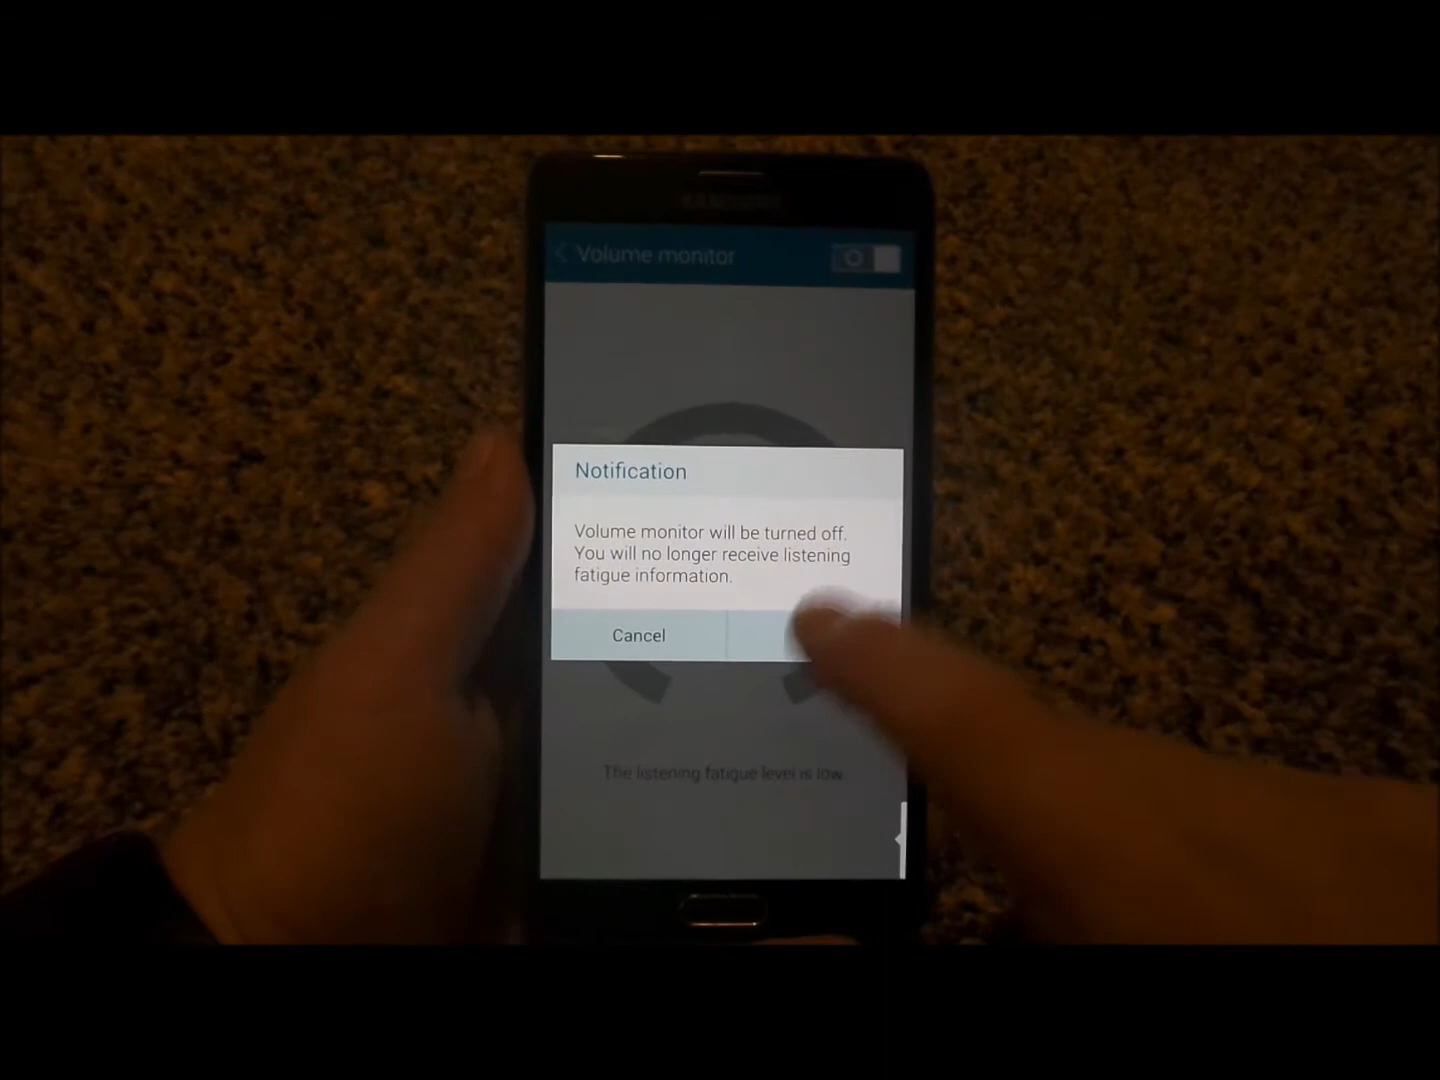 SAMSUNG
Volume monitor
Notification
Volume monitor will be turned off.
You will no longer receive listening
fatigue information.
Cancel
The listening fatigue level is low.